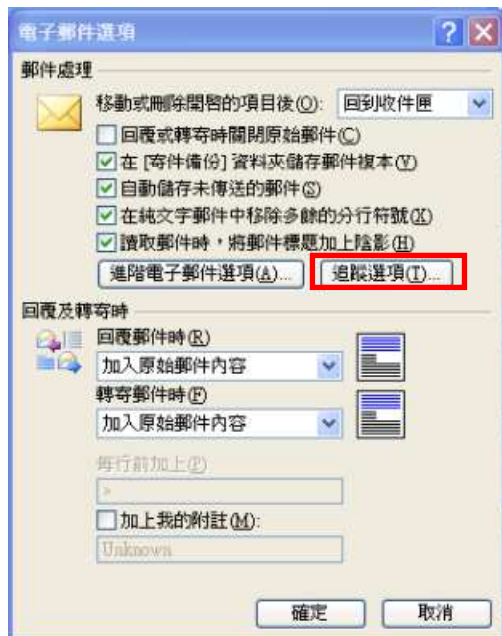 電子郵件選項
郵件處理
移動或刪除開啓的項目後(O): 回到收件匣
回覆或轉寄時關閉原始郵件(C)
在 [寄件備份] 資料夾儲存郵件複本(Y)
自動儲存未傳送的郵件(S)
在純文字郵件中移除多餘的分行符號(X)
讀取郵件時，將郵件標題加上陰影(H)
進階電子郵件選項(A)... 追蹤選項(T)...
回覆及轉寄時
回覆郵件時(R)
加入原始郵件內容
轉寄郵件時(F)
加入原始郵件內容
每行前加上(P)
>
加上我的附註(M):
Unknown
確定 取消